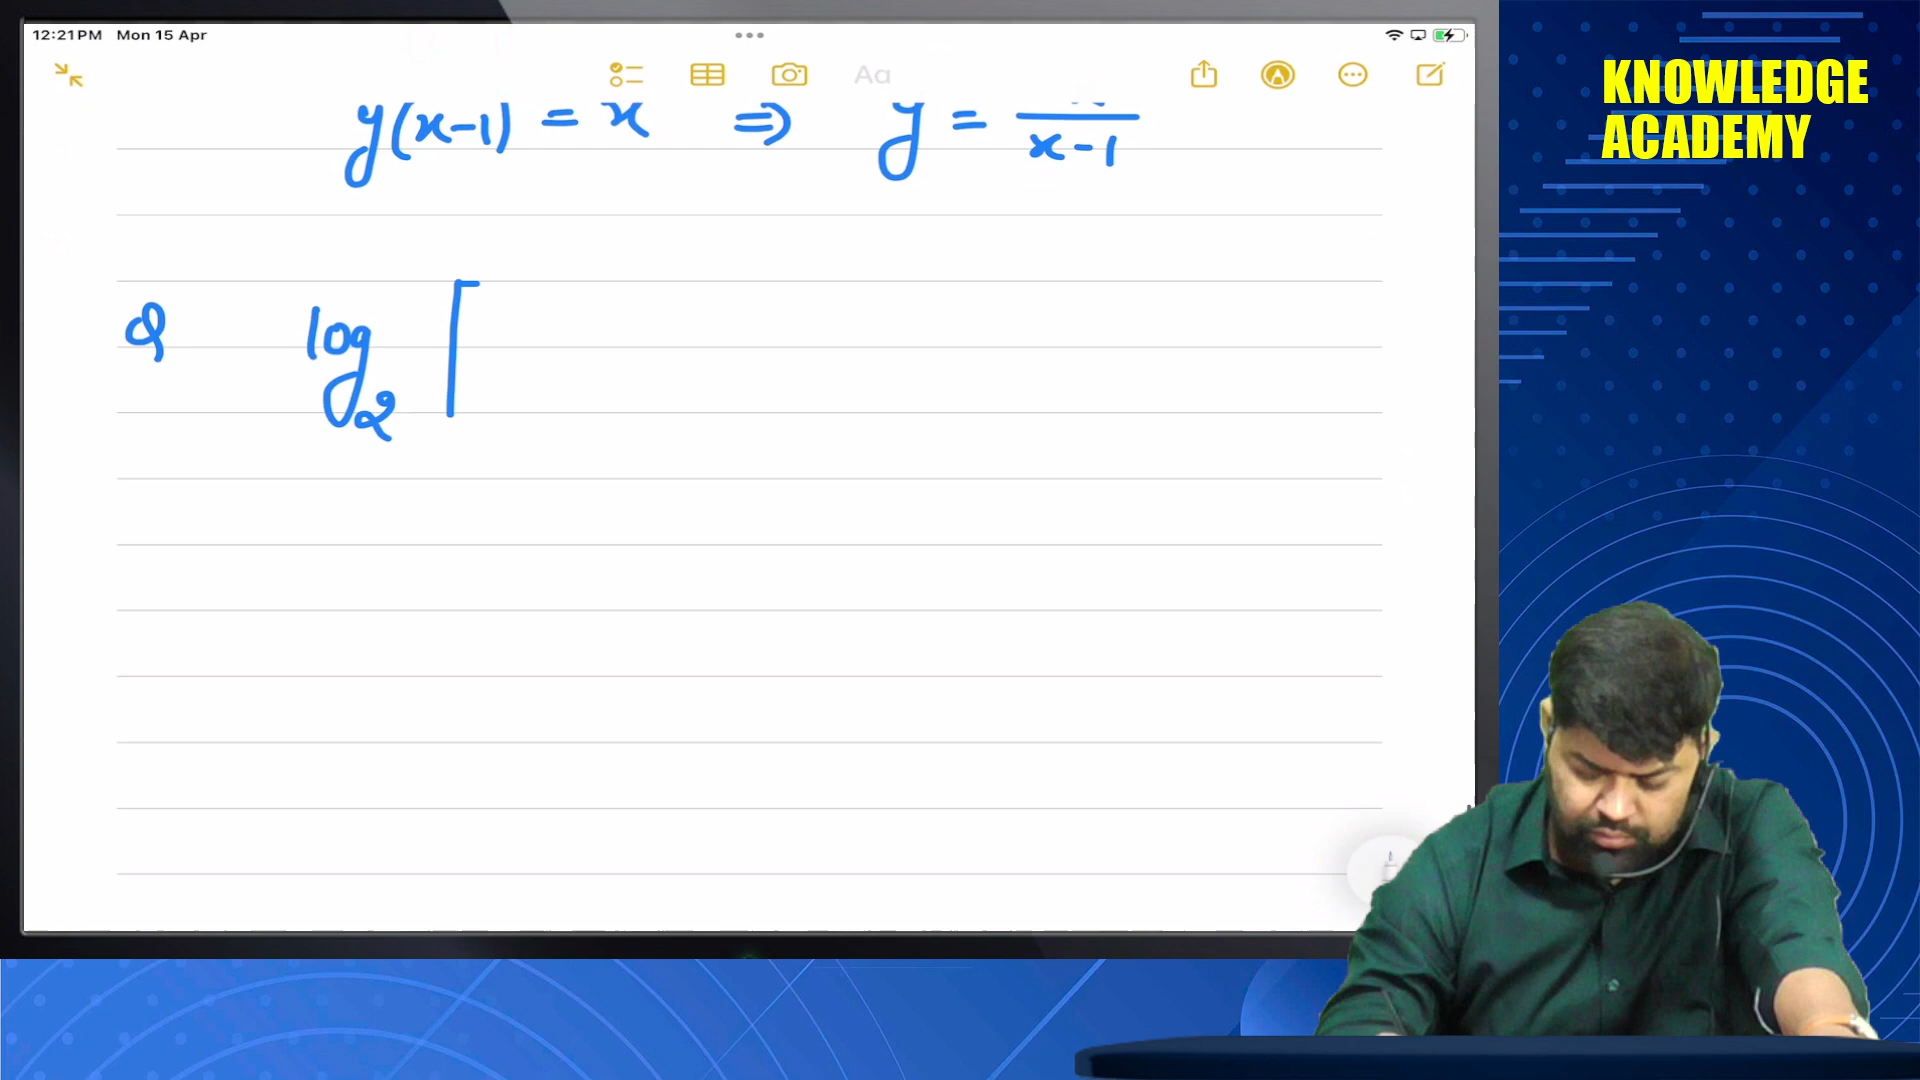 12:21 PM Mon 15 Apr
Aa
KNOWLEDGE
ACADEMY
y(x-1) = x ⇒ y = x/(x-1)
Q log₂ [